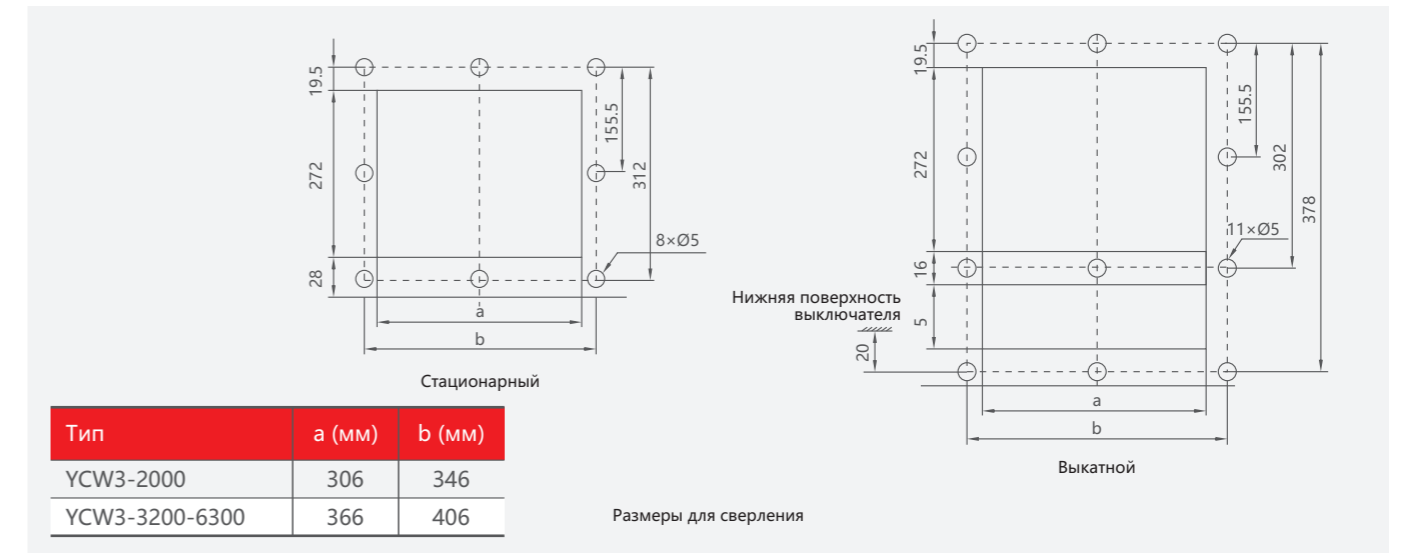 19.5
272
28
155.5
312
8×Ø5
a
b
Стационарный
19.5
272
16
5
20
155.5
302
378
11×Ø5
Нижняя поверхность
выключателя
a
b
Выкатной
Тип a (мм) b (мм)
YCW3-2000 306 346
YCW3-3200-6300 366 406
Размеры для сверления